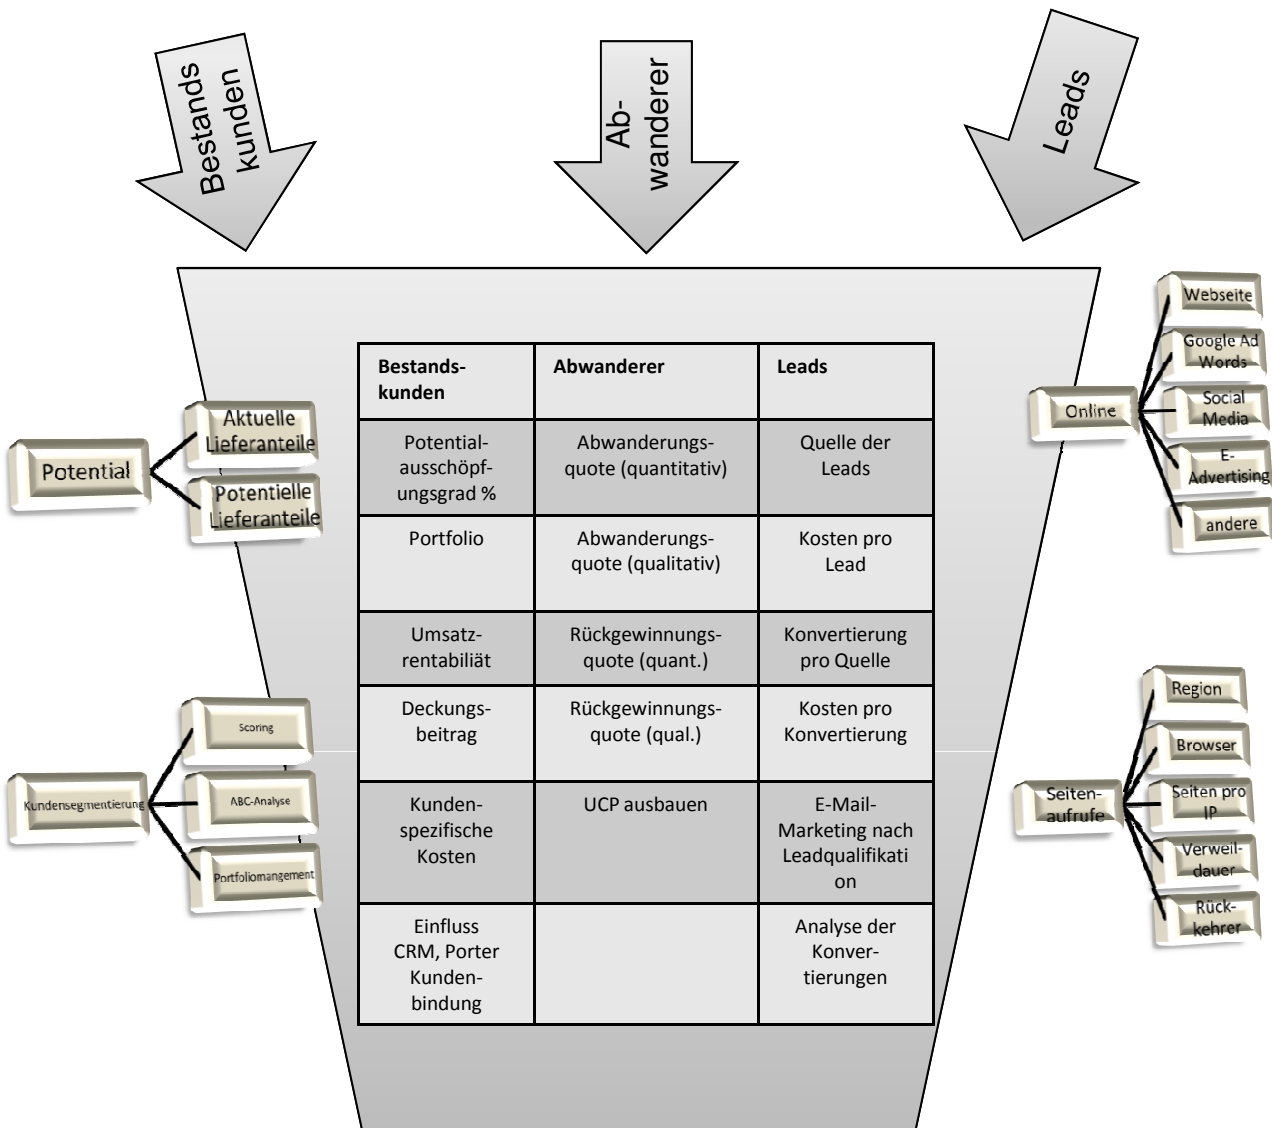 Bestands
kunden
Ab-
wanderer
Leads
Bestands-
kunden
Abwanderer
Leads
Potential-
ausschöpf-
ungsgrad %
Abwanderungs-
quote (quantitativ)
Quelle der
Leads
Portfolio
Abwanderungs-
quote (qualitativ)
Kosten pro
Lead
Umsatz-
rentabiliät
Rückgewinnungs-
quote (quant.)
Konvertierung
pro Quelle
Deckungs-
beitrag
Rückgewinnungs-
quote (qual.)
Kosten pro
Konvertierung
Kunden-
spezifische
Kosten
UCP ausbauen
E-Mail-
Marketing nach
Leadqualifikati
on
Einfluss
CRM, Porter
Kunden-
bindung
Analyse der
Konver-
tierungen
Potential
Aktuelle
Lieferanteile
Potentielle
Lieferanteile
Kundensegmentierung
Scoring
ABC-Analyse
Portfoliomangement
Online
Webseite
Google Ad
Words
Social
Media
E-
Advertising
andere
Seiten-
aufrufe
Region
Browser
Seiten pro
IP
Verweil-
dauer
Rück-
kehrer